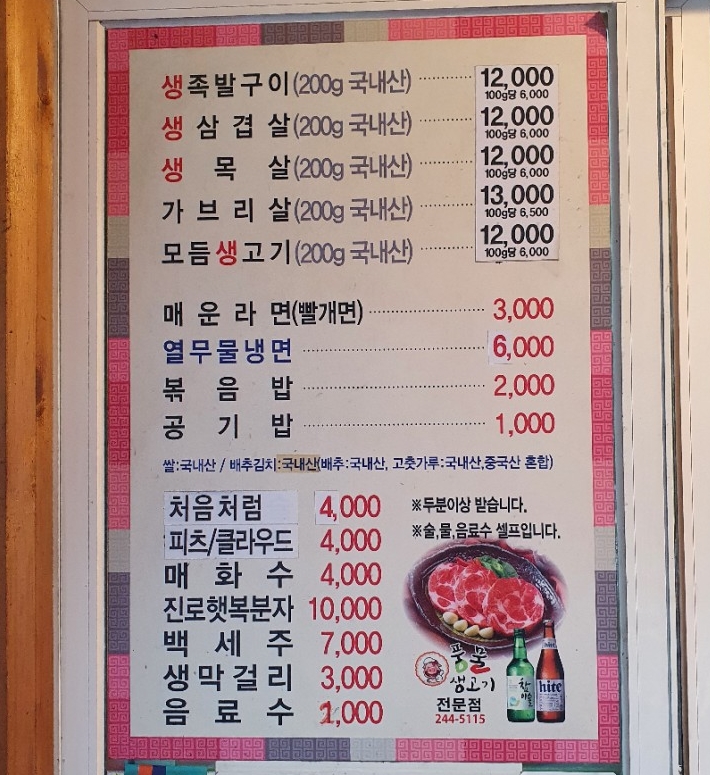 생족발구이(200g 국내산) 12,000
100g당 6,000
생삼겹살(200g 국내산) 12,000
100g당 6,000
생목살(200g 국내산) 12,000
100g당 6,000
가브리살(200g 국내산) 13,000
100g당 6,500
모듬생고기(200g 국내산) 12,000
100g당 6,000
매운라면(빨개면) 3,000
열무물냉면 6,000
볶음밥 2,000
공기밥 1,000
쌀:국내산 / 배추김치:국내산(배추:국내산, 고춧가루:국내산,중국산 혼합)
처음처럼 4,000
피츠/클라우드 4,000
매화수 4,000
진로햇복분자 10,000
백세주 7,000
생막걸리 3,000
음료수 1,000
※두분이상 받습니다.
※술,물,음료수 셀프입니다.
풍물
생고기
전문점
244-5115
참이슬
hite